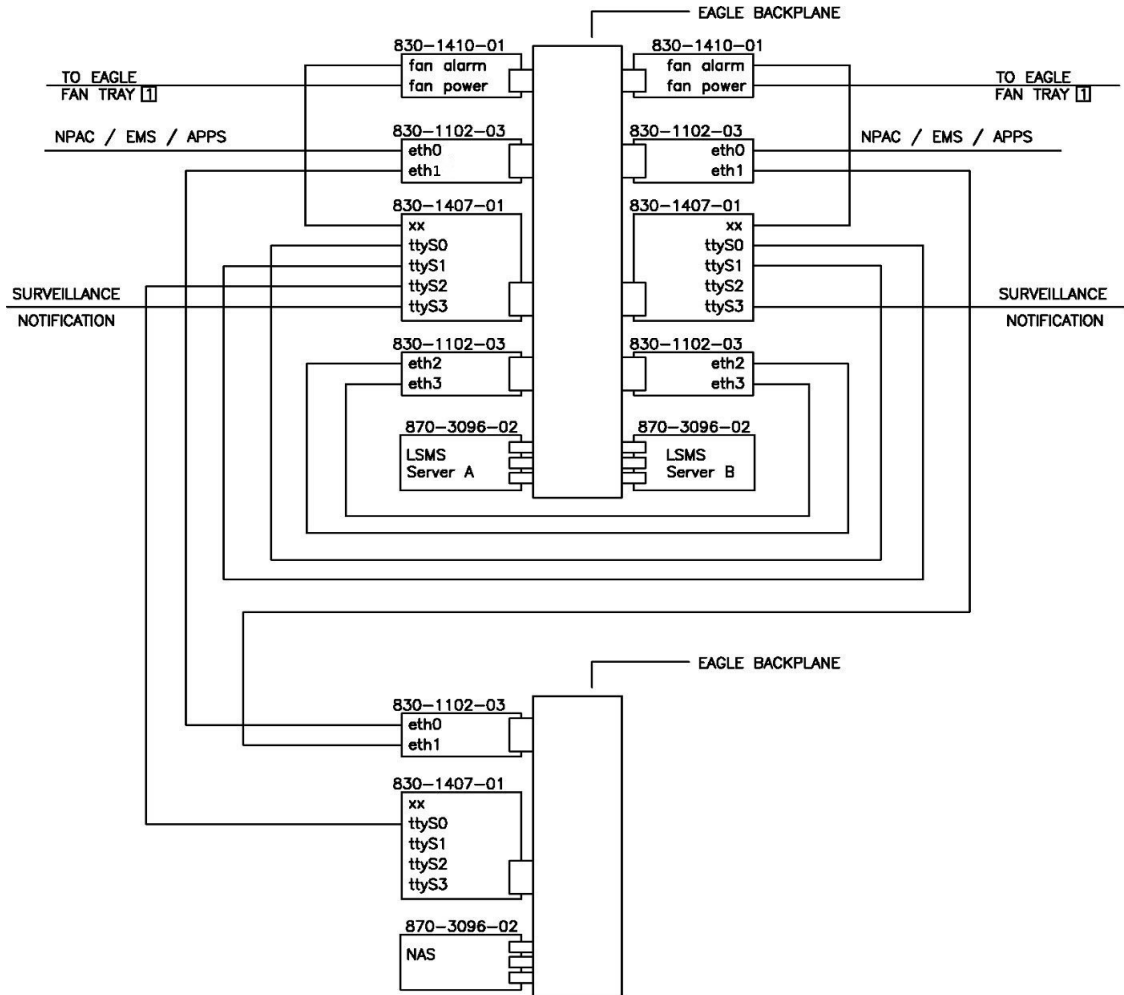 EAGLE BACKPLANE
830-1410-01
fan alarm
fan power
830-1410-01
fan alarm
fan power
TO EAGLE
FAN TRAY 1
TO EAGLE
FAN TRAY 1
NPAC / EMS / APPS
830-1102-03
eth0
eth1
830-1102-03
eth0
eth1
NPAC / EMS / APPS
830-1407-01
xx
ttyS0
ttyS1
ttyS2
ttyS3
830-1407-01
xx
ttyS0
ttyS1
ttyS2
ttyS3
SURVEILLANCE
NOTIFICATION
SURVEILLANCE
NOTIFICATION
830-1102-03
eth2
eth3
830-1102-03
eth2
eth3
870-3096-02
LSMS
Server A
870-3096-02
LSMS
Server B
EAGLE BACKPLANE
830-1102-03
eth0
eth1
830-1407-01
xx
ttyS0
ttyS1
ttyS2
ttyS3
870-3096-02
NAS